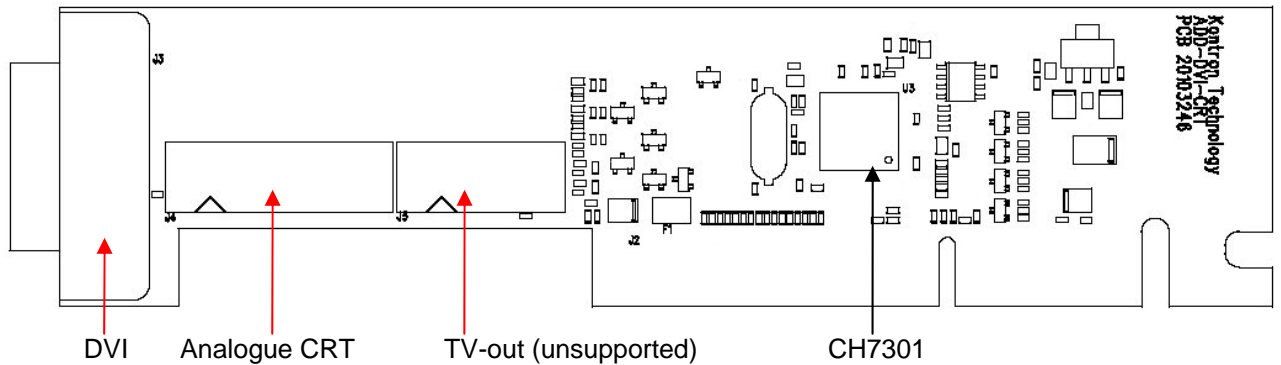 Kontron Technology
ADD-DVI-CRT
PCB 20103246
J3
U3
J4
J2
F1
DVI
Analogue CRT
TV-out (unsupported)
CH7301